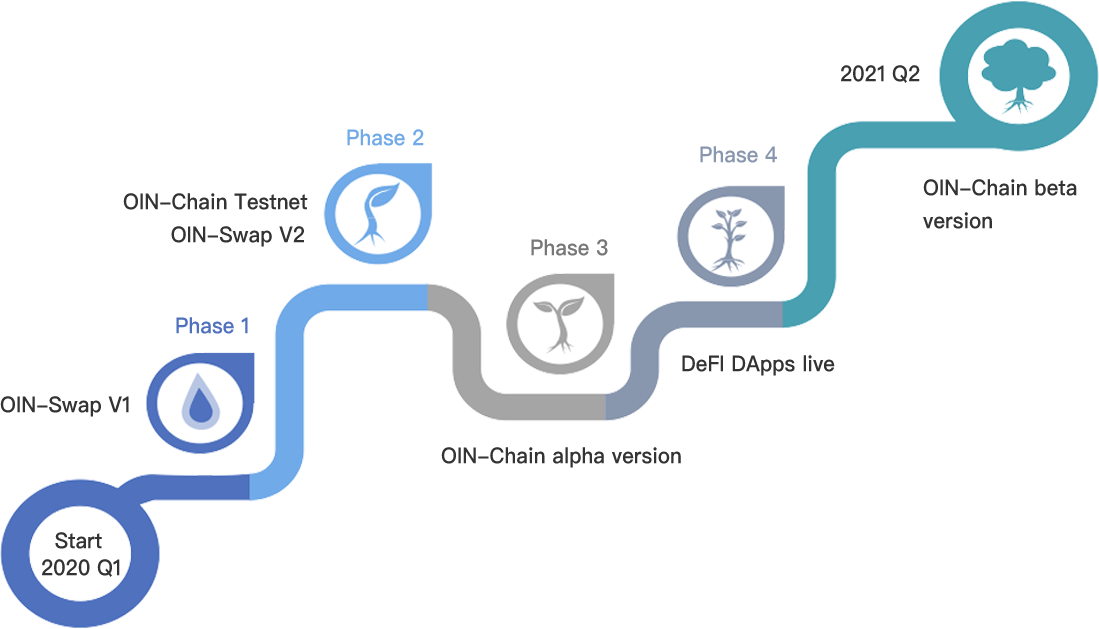 Start
2020 Q1
OIN–Swap V1
Phase 1
OIN–Chain Testnet
OIN–Swap V2
Phase 2
Phase 3
OIN–Chain alpha version
Phase 4
DeFI DApps live
2021 Q2
OIN–Chain beta
version